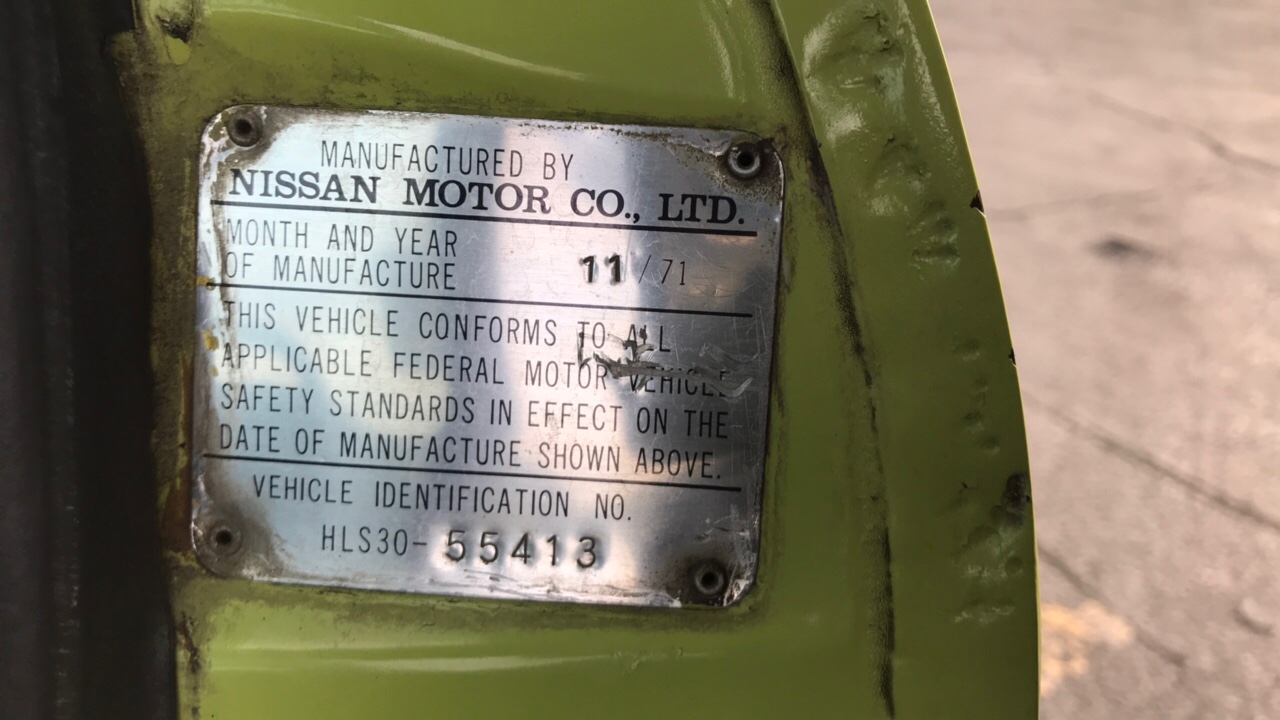 MANUFACTURED BY
NISSAN MOTOR CO., LTD.
MONTH AND YEAR
OF MANUFACTURE 11/71
THIS VEHICLE CONFORMS TO ALL
APPLICABLE FEDERAL MOTOR VEHICLE
SAFETY STANDARDS IN EFFECT ON THE
DATE OF MANUFACTURE SHOWN ABOVE.
VEHICLE IDENTIFICATION NO.
HLS30-55413